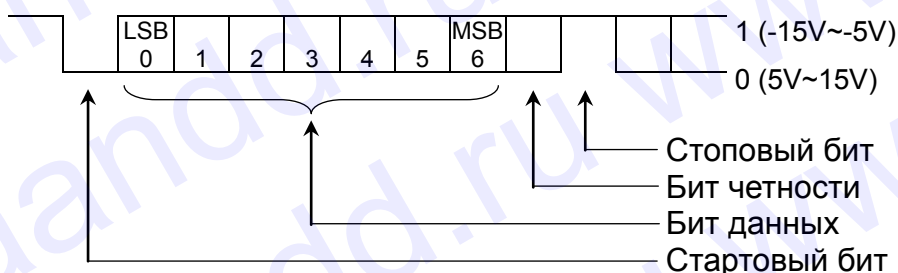 LSB MSB 1 (-15V~-5V)
0 1 2 3 4 5 6
0 (5V~15V)
Стоповый бит
Бит четности
Бит данных
Стартовый бит